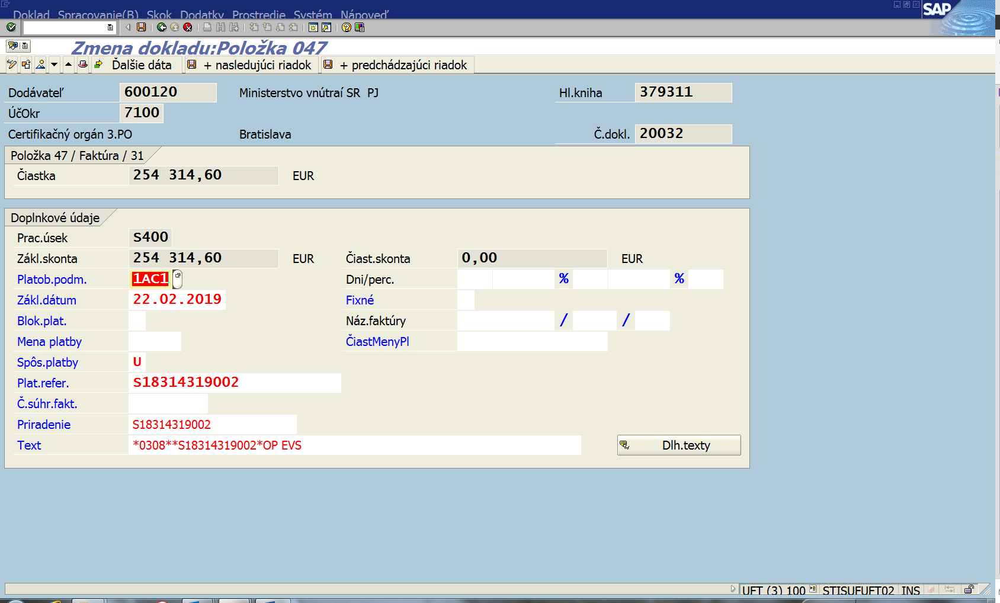 Doklad Spracovanie(B) Skok Dodatky Prostredie Systém Nápoveď
SAP
Zmena dokladu:Položka 047
Ďalšie dáta + nasledujúci riadok + predchádzajúci riadok
Dodávateľ 600120 Ministerstvo vnútraí SR PJ Hl.kniha 379311
ÚčOkr 7100
Certifikačný orgán 3.PO Bratislava Č.dokl. 20032
Položka 47 / Faktúra / 31
Čiastka 254 314,60 EUR
Doplnkové údaje
Prac.úsek S400
Zákl.skonta 254 314,60 EUR Čiast.skonta 0,00 EUR
Platob.podm. 1AC1 Dni/perc. % %
Zákl.dátum 22.02.2019 Fixné
Blok.plat. Náz.faktúry / /
Mena platby ČiastMenyPl
Spôs.platby U
Plat.refer. S18314319002
Č.súhr.fakt.
Priradenie S18314319002
Text *0308**S18314319002*OP EVS Dlh.texty
UFT (3) 100 STISUFUFT02 INS